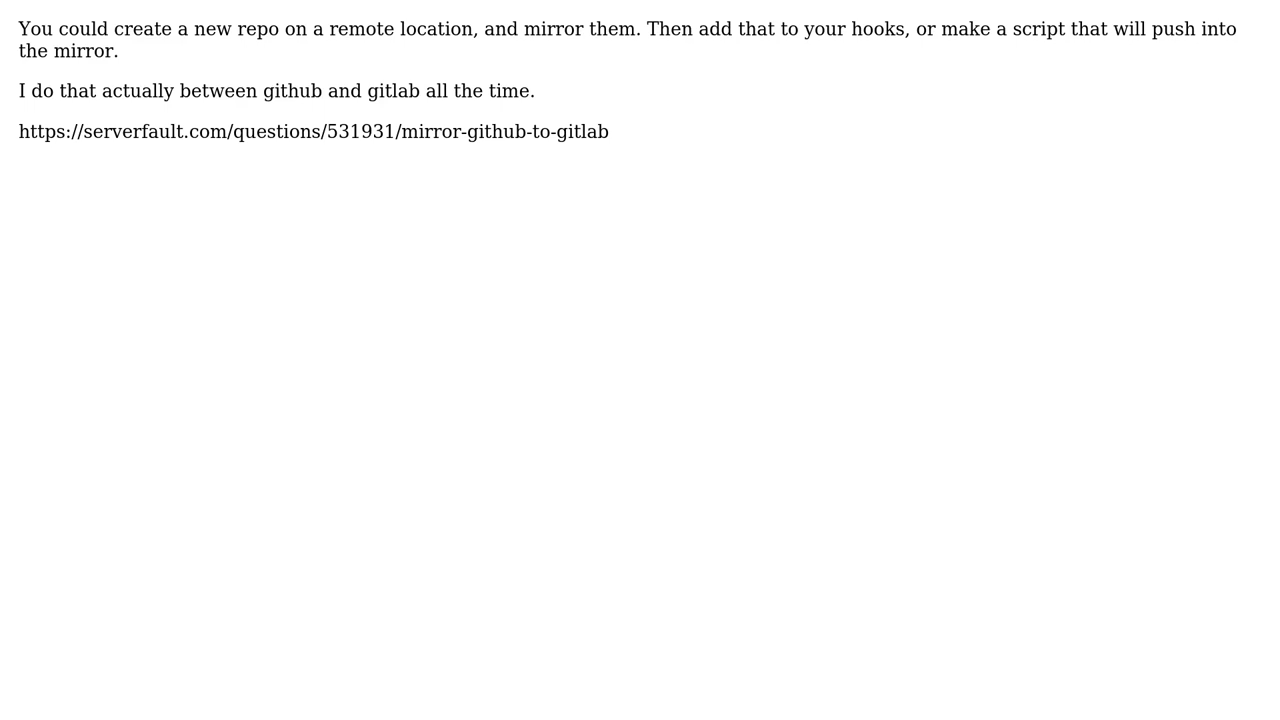 You could create a new repo on a remote location, and mirror them. Then add that to your hooks, or make a script that will push into
the mirror.
I do that actually between github and gitlab all the time.
https://serverfault.com/questions/531931/mirror-github-to-gitlab